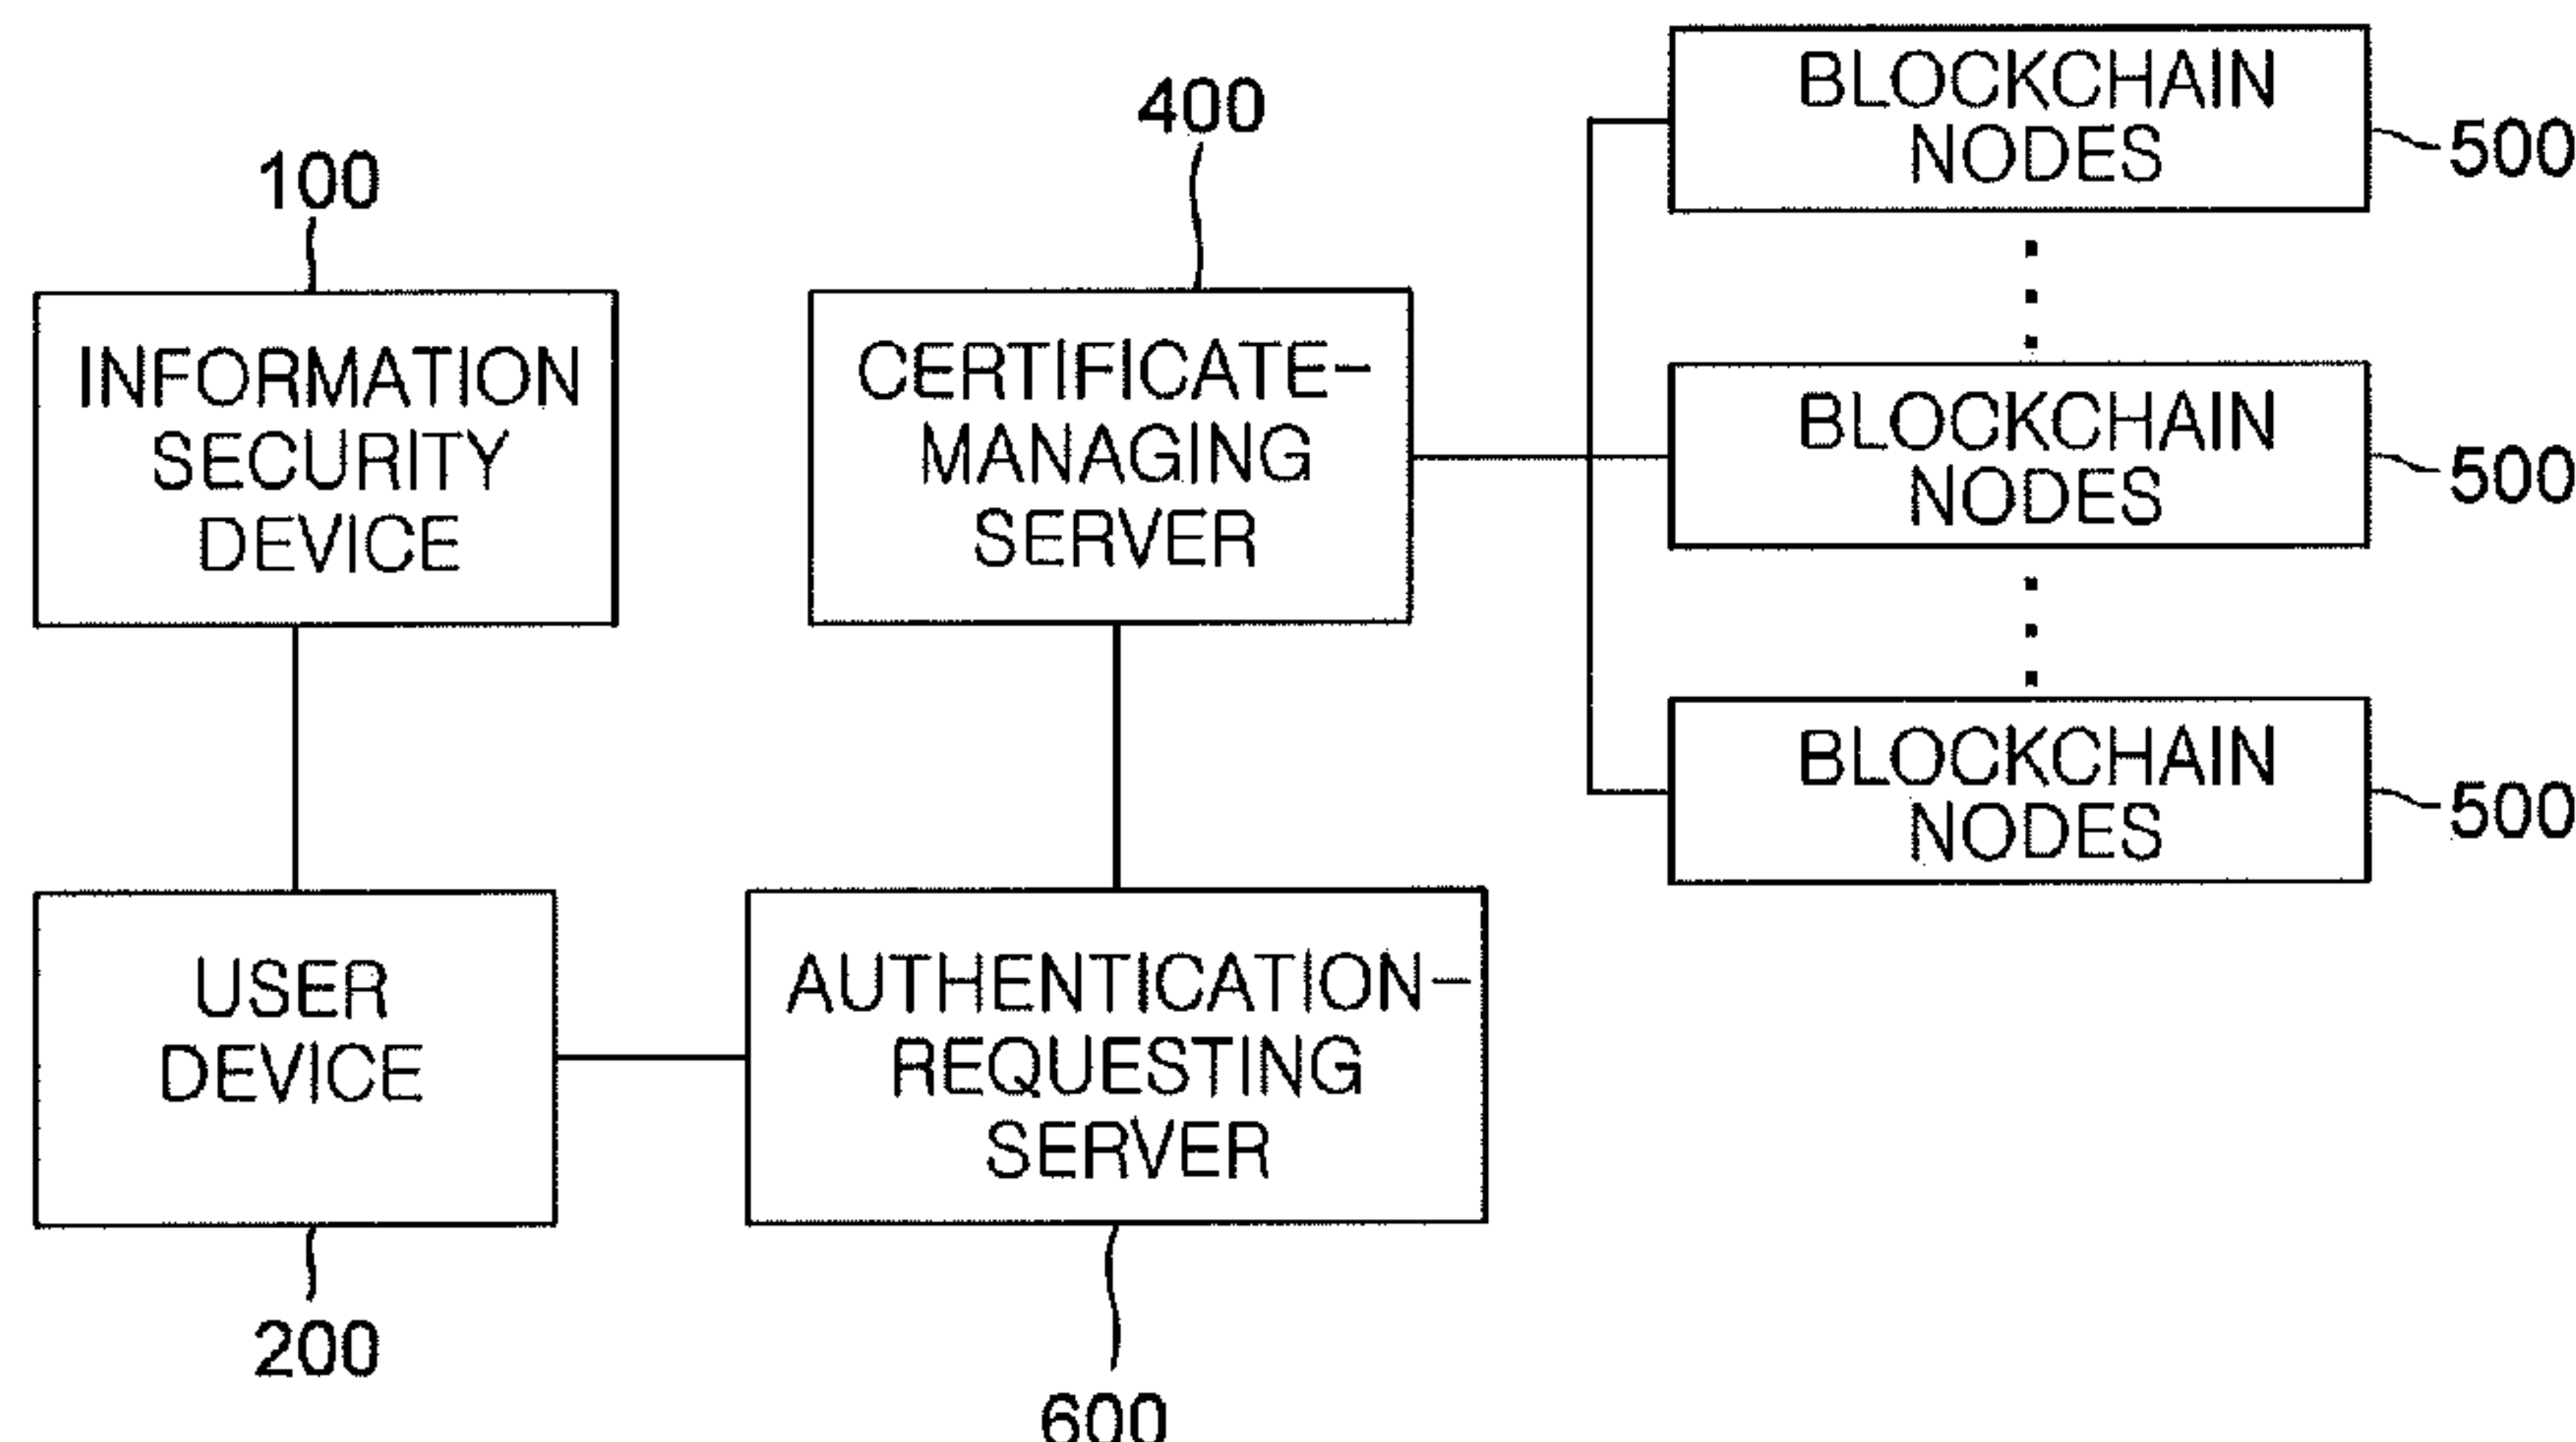 100
INFORMATION
SECURITY
DEVICE
400
CERTIFICATE-
MANAGING
SERVER
BLOCKCHAIN
NODES
500
BLOCKCHAIN
NODES
500
BLOCKCHAIN
NODES
500
USER
DEVICE
200
AUTHENTICATION-
REQUESTING
SERVER
600